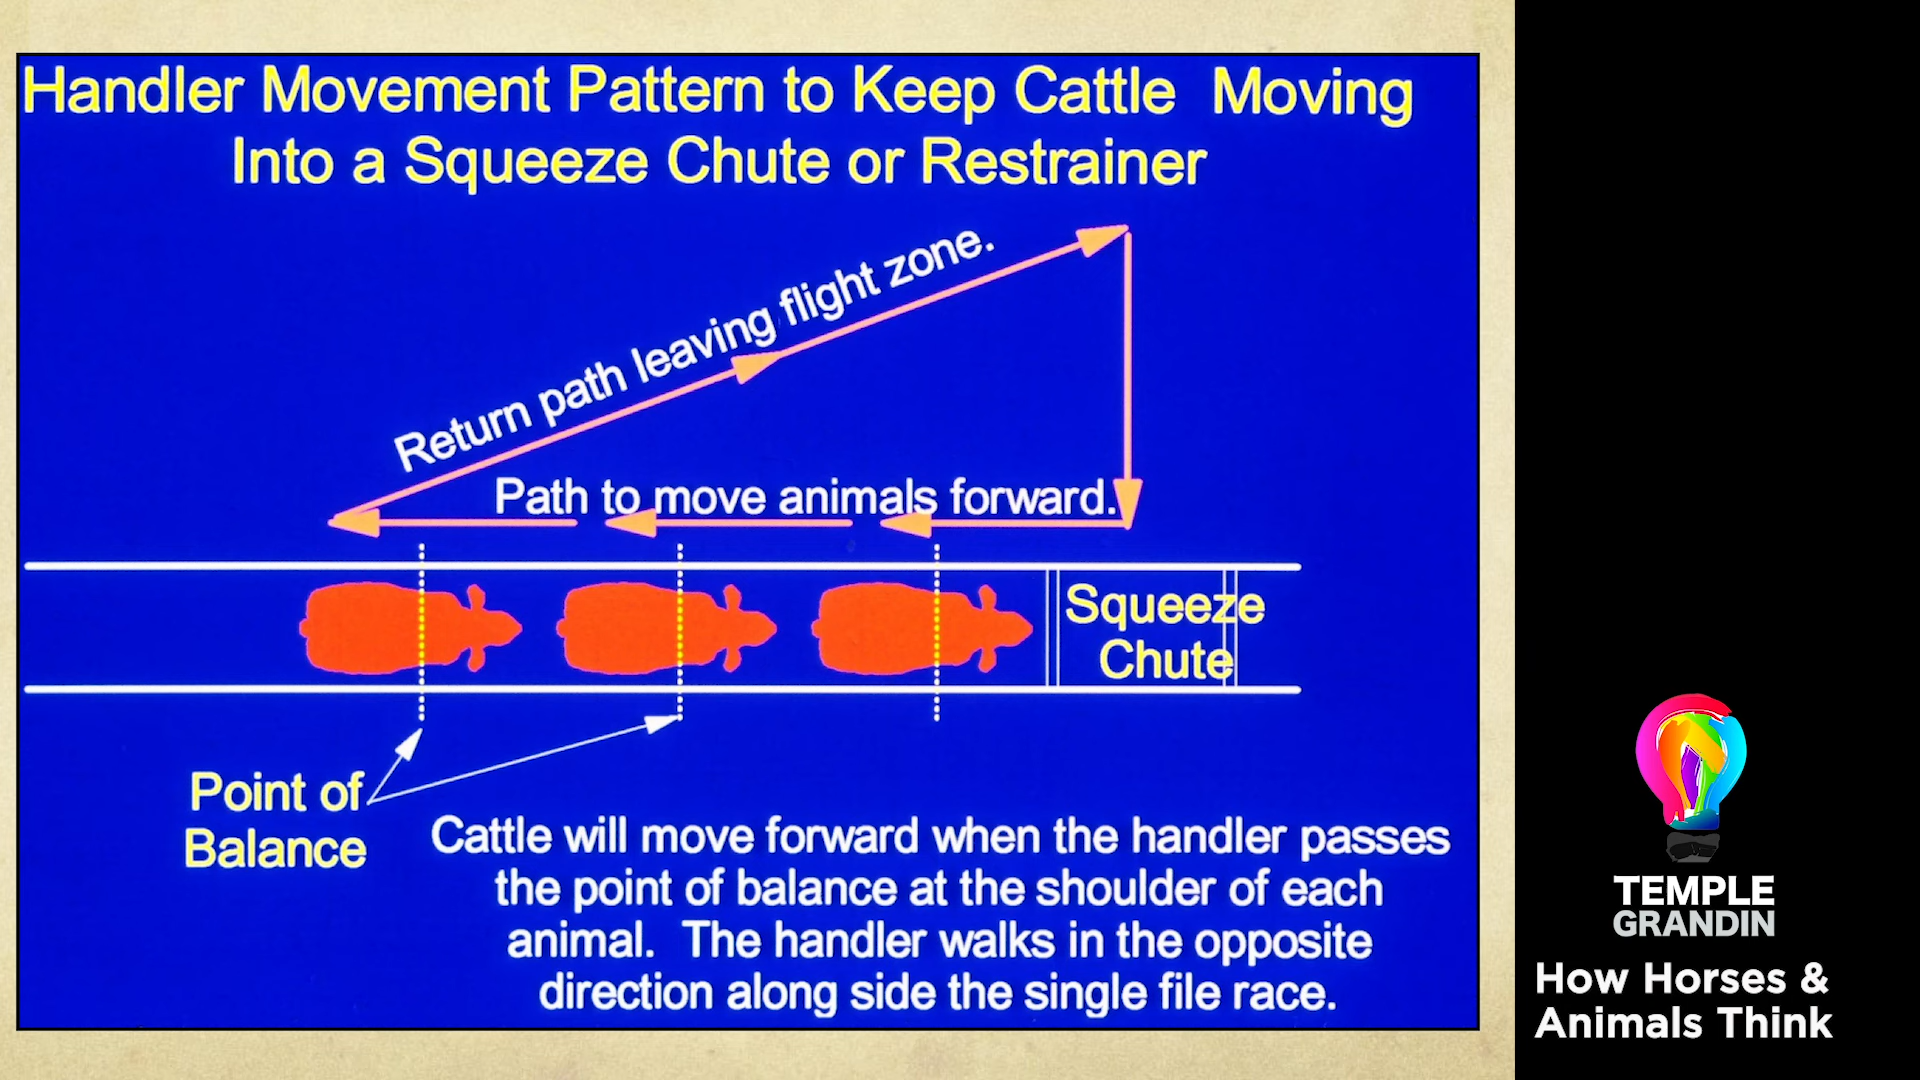 Handler Movement Pattern to Keep Cattle Moving
Into a Squeeze Chute or Restrainer
Return path leaving flight zone.
Path to move animals forward.
Squeeze
Chute
Point of
Balance
Cattle will move forward when the handler passes
the point of balance at the shoulder of each
animal. The handler walks in the opposite
direction along side the single file race.
TEMPLE
GRANDIN
How Horses &
Animals Think